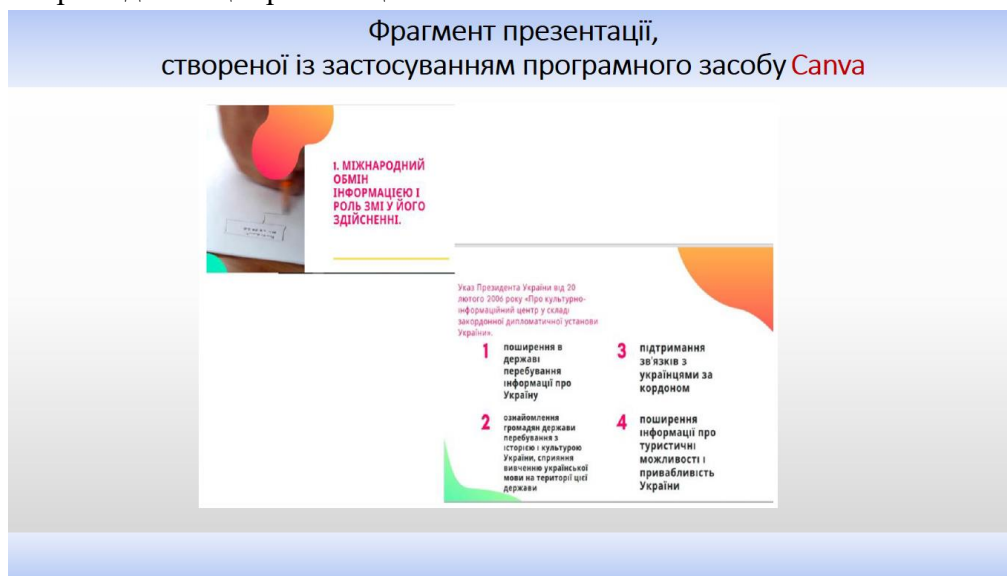 Фрагмент презентації,
створеної із застосуванням програмного засобу Canva
1. МІЖНАРОДНИЙ
ОБМІН
ІНФОРМАЦІЄЮ І
РОЛЬ ЗМІ У ЙОГО
ЗДІЙСНЕННІ.
Указ Президента України від 20
лютого 2006 року «Про культурно-
інформаційний центр у складі
закордонної дипломатичної установи
України».
1 поширення в
державі
перебування
інформації про
Україну
2 ознайомлення
громадян держави
перебування з
історією і культурою
України, сприяння
вивченню української
мови на території цієї
держави
3 підтримання
зв'язків з
українцями за
кордоном
4 поширення
інформації про
туристичні
можливості і
привабливість
України